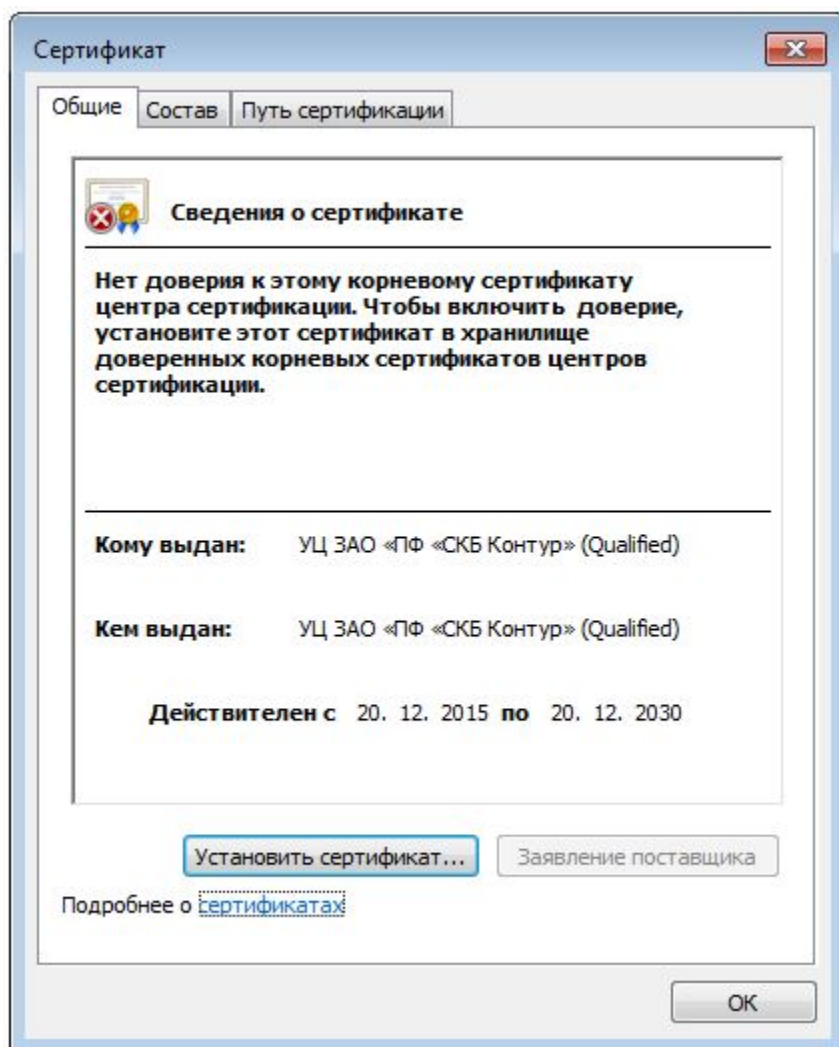 Сертификат
Общие Состав Путь сертификации
Сведения о сертификате
Нет доверия к этому корневому сертификату
центра сертификации. Чтобы включить доверие,
установите этот сертификат в хранилище
доверенных корневых сертификатов центров
сертификации.
Кому выдан: УЦ ЗАО «ПФ «СКБ Контур» (Qualified)
Кем выдан: УЦ ЗАО «ПФ «СКБ Контур» (Qualified)
Действителен с 20. 12. 2015 по 20. 12. 2030
Установить сертификат... Заявление поставщика
Подробнее о сертификатах
ОК